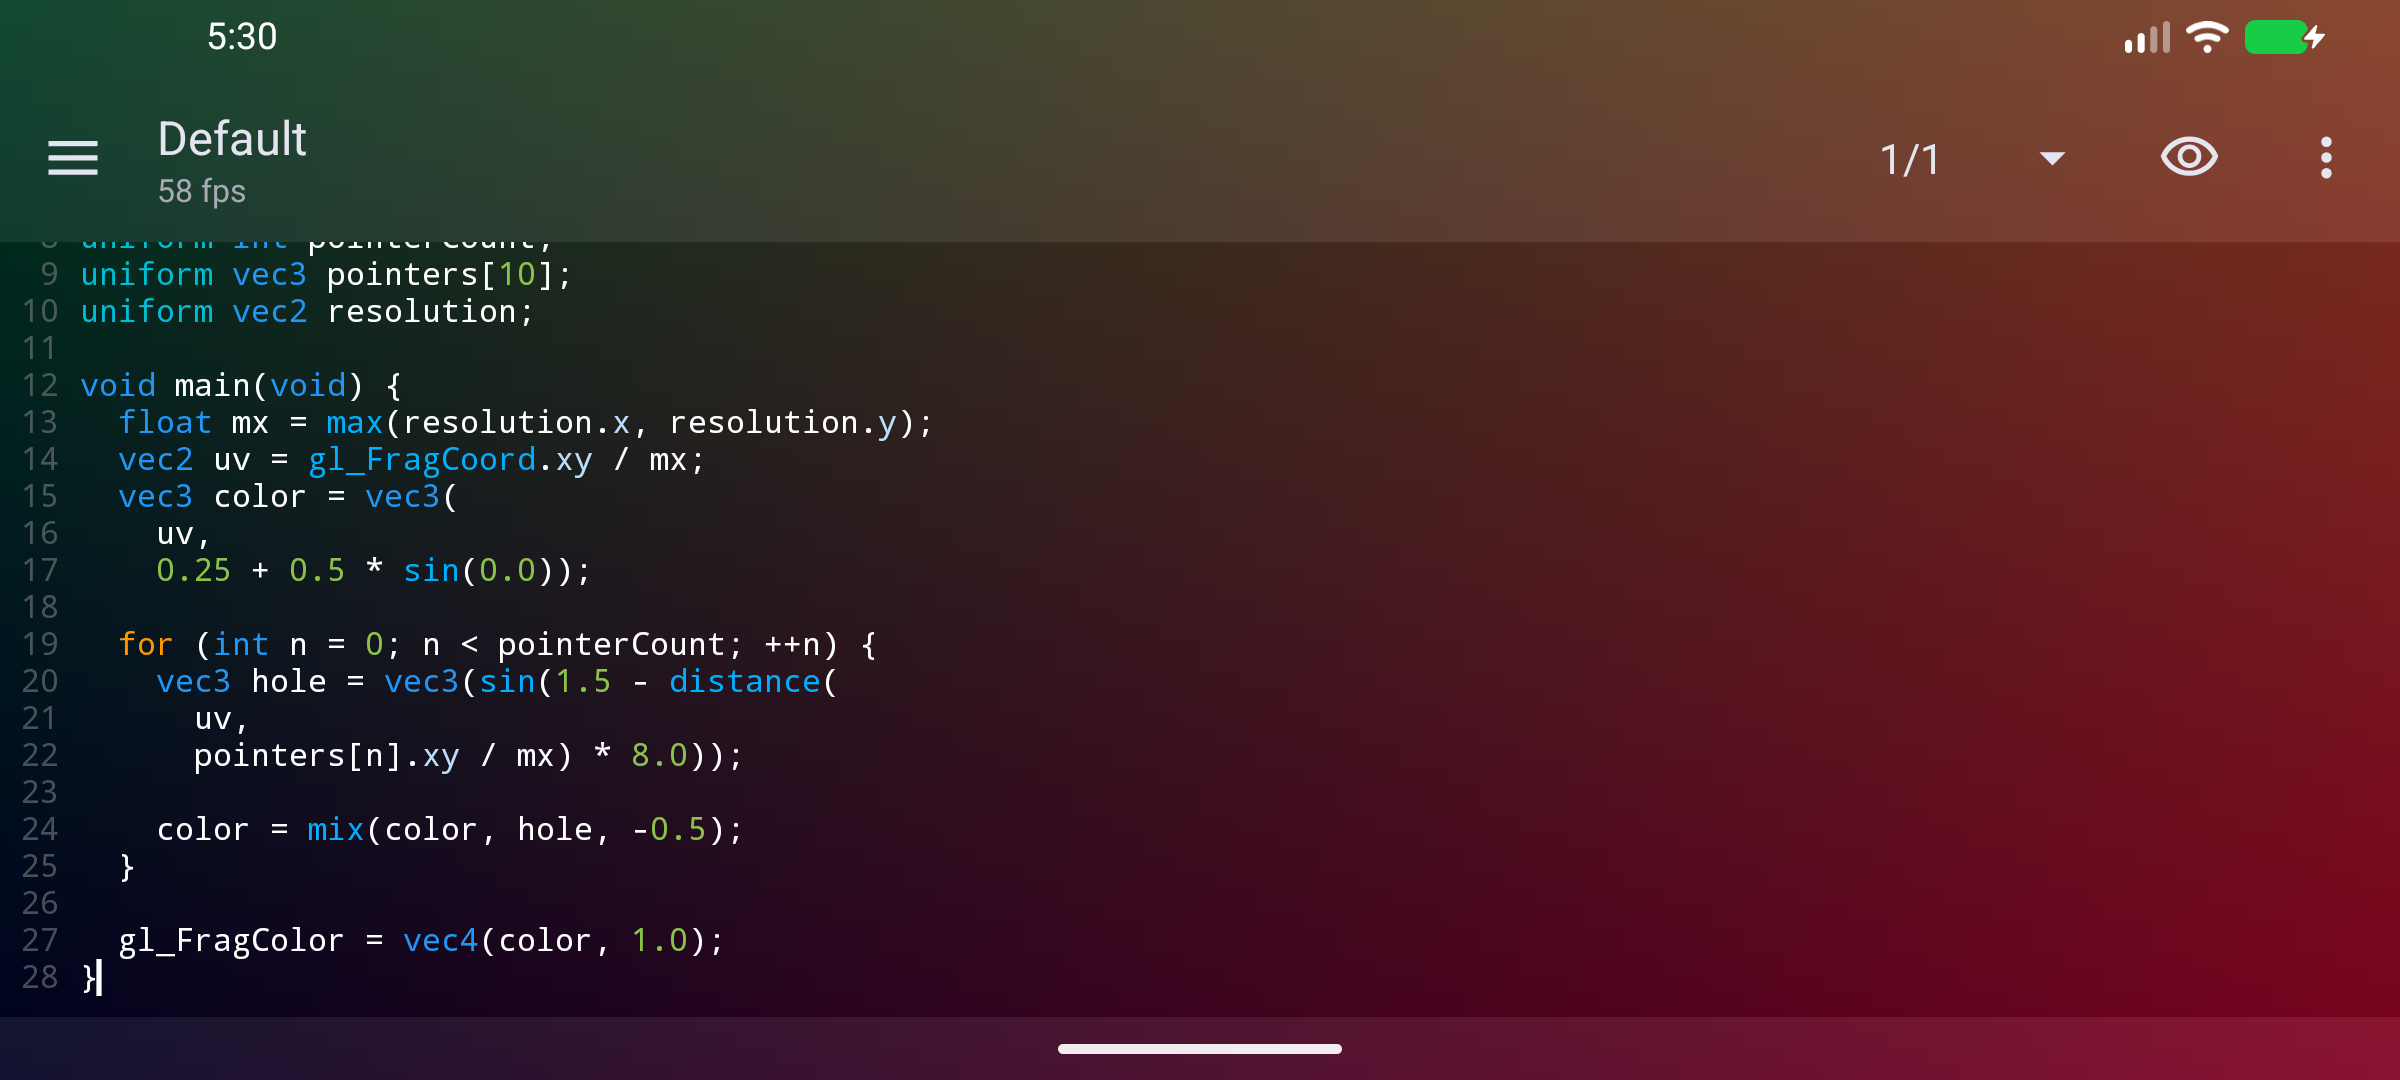 5:30
Default
58 fps
1/1
8 uniform int pointerCount;
9 uniform vec3 pointers[10];
10 uniform vec2 resolution;
11
12 void main(void) {
13   float mx = max(resolution.x, resolution.y);
14   vec2 uv = gl_FragCoord.xy / mx;
15   vec3 color = vec3(
16     uv,
17     0.25 + 0.5 * sin(0.0));
18
19   for (int n = 0; n < pointerCount; ++n) {
20     vec3 hole = vec3(sin(1.5 - distance(
21       uv,
22       pointers[n].xy / mx) * 8.0));
23
24     color = mix(color, hole, -0.5);
25   }
26
27   gl_FragColor = vec4(color, 1.0);
28 }